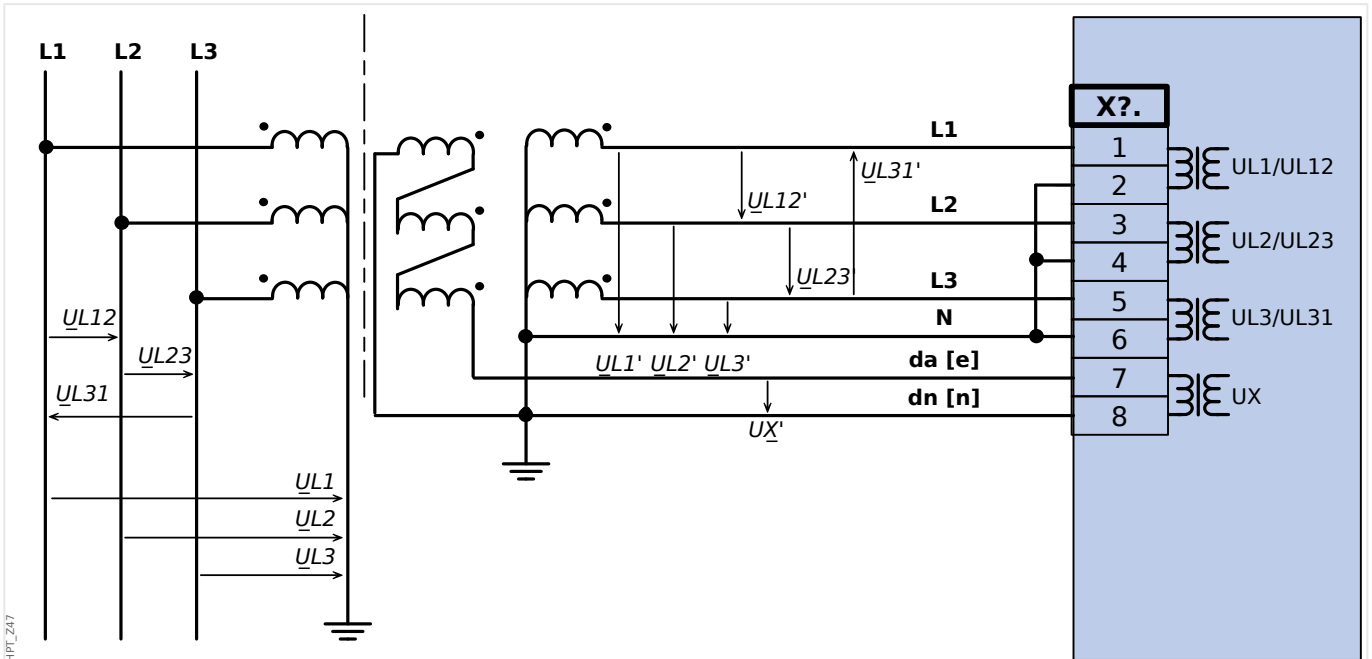 L1 L2 L3
X?.
L1
1
UL1/UL12
UL31'
2
UL12'
L2
3
UL2/UL23
4
UL23'
L3
5
UL12
N
UL3/UL31
6
UL23
UL1' UL2' UL3'
da [e]
7
UL31
dn [n]
UX
8
UX'
UL1
UL2
UL3
HPT_Z47